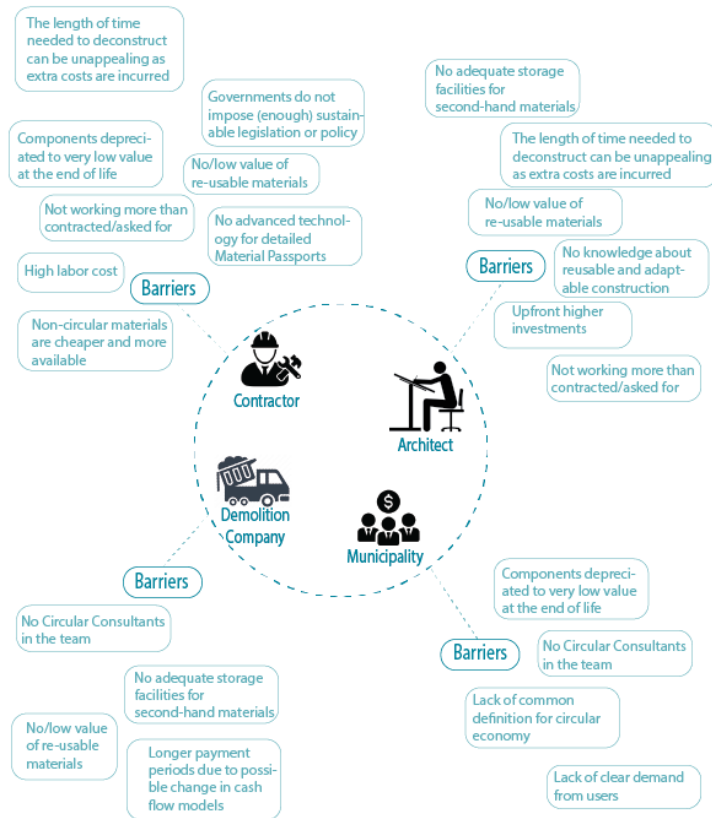 The length of time
needed to deconstruct
can be unappealing as
extra costs are incurred
Governments do not
impose (enough) sustain-
able legislation or policy
Components depreci-
ated to very low value
at the end of life
No/low value of
re-usable materials
Not working more than
contracted/asked for
No advanced technol-
ogy for detailed
Material Passports
High labor cost
Barriers
Non-circular materials
are cheaper and more
available
Contractor
No adequate storage
facilities for
second-hand materials
The length of time needed to
deconstruct can be unappealing
as extra costs are incurred
No/low value of
re-usable materials
Barriers
No knowledge about
reusable and adapt-
able construction
Upfront higher
investments
Not working more than
contracted/asked for
Architect
Demolition
Company
Barriers
No Circular Consultants
in the team
No adequate storage
facilities for
second-hand materials
No/low value
of re-usable
materials
Longer payment
periods due to possi-
ble change in cash
flow models
$
Municipality
Components depreci-
ated to very low value
at the end of life
Barriers
No Circular Consultants
in the team
Lack of common
definition for circular
economy
Lack of clear demand
from users